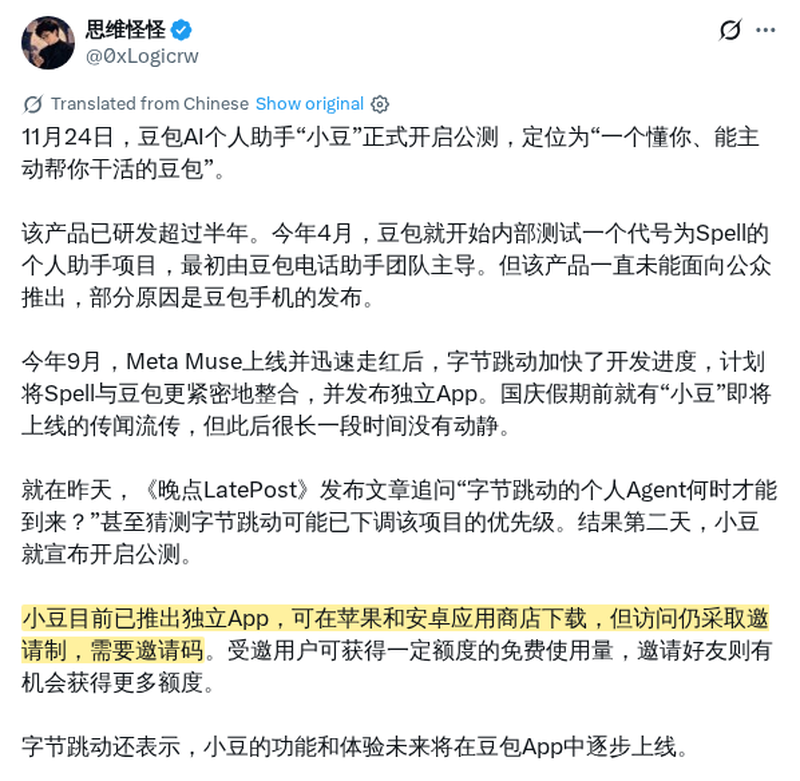 思维怪怪
@0xLogicrw
Translated from Chinese Show original
11月24日，豆包AI个人助手“小豆”正式开启公测，定位为“一个懂你、能主
动帮你干活的豆包”。
该产品已研发超过半年。今年4月，豆包就开始内部测试一个代号为Spell的
个人助手项目，最初由豆包电话助手团队主导。但该产品一直未能面向公众
推出，部分原因是豆包手机的发布。
今年9月，Meta Muse上线并迅速走红后，字节跳动加快了开发进度，计划
将Spell与豆包更紧密地整合，并发布独立App。国庆假期前就有“小豆”即将
上线的传闻流传，但此后很长一段时间没有动静。
就在昨天，《晚点LatePost》发布文章追问“字节跳动的个人Agent何时才能
到来？”甚至猜测字节跳动可能已下调该项目的优先级。结果第二天，小豆
就宣布开启公测。
小豆目前已推出独立App，可在苹果和安卓应用商店下载，但访问仍采取邀
请制，需要邀请码。受邀用户可获得一定额度的免费使用量，邀请好友则有
机会获得更多额度。
字节跳动还表示，小豆的功能和体验未来将在豆包App中逐步上线。